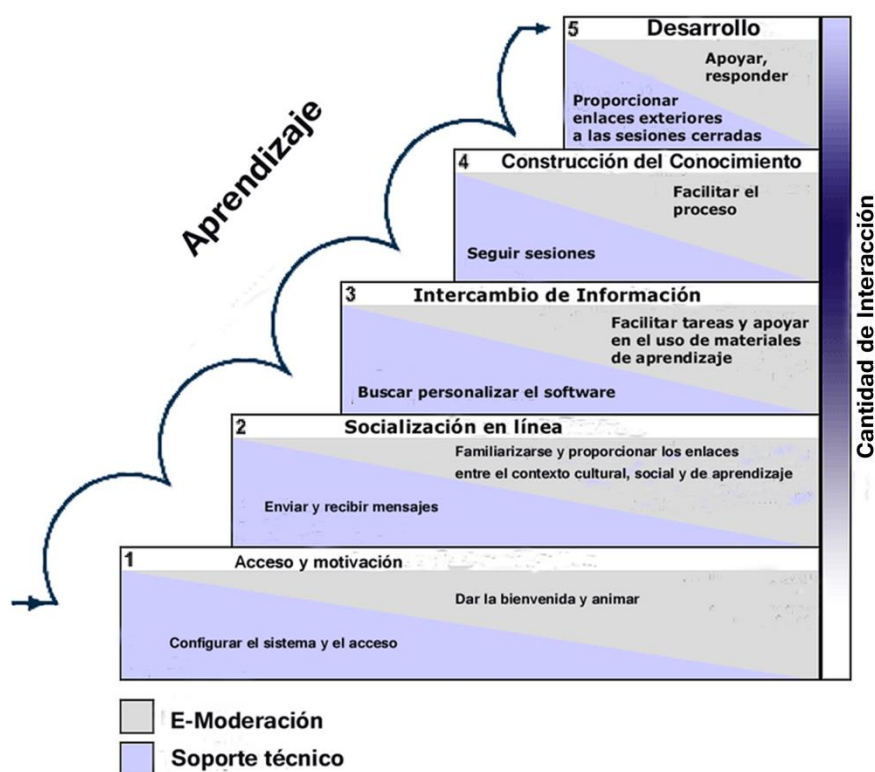 5 Desarrollo
Apoyar,
responder
Proporcionar
enlaces exteriores
a las sesiones cerradas
4 Construcción del Conocimiento
Facilitar el
proceso
Seguir sesiones
3 Intercambio de Información
Facilitar tareas y apoyar
en el uso de materiales
de aprendizaje
Buscar personalizar el software
2 Socialización en línea
Familiarizarse y proporcionar los enlaces
entre el contexto cultural, social y de aprendizaje
Enviar y recibir mensajes
1 Acceso y motivación
Dar la bienvenida y animar
Configurar el sistema y el acceso
Aprendizaje
Cantidad de Interacción
E-Moderación
Soporte técnico